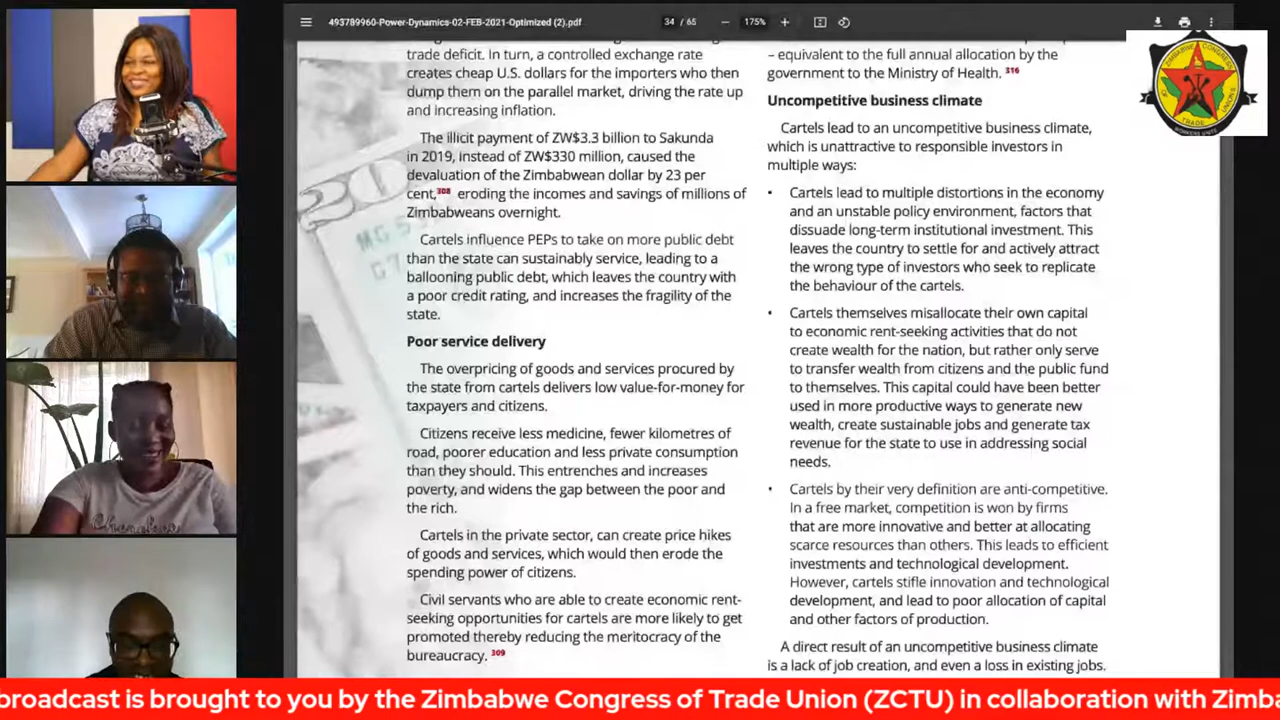 493789960-Power-Dynamics-02-FEB-2021-Optimized (2).pdf
34 / 65
175%
trade deficit. In turn, a controlled exchange rate
creates cheap U.S. dollars for the importers who then
dump them on the parallel market, driving the rate up
and increasing inflation.
The illicit payment of ZW$3.3 billion to Sakunda
in 2019, instead of ZW$330 million, caused the
devaluation of the Zimbabwean dollar by 23 per
cent,308 eroding the incomes and savings of millions of
Zimbabweans overnight.
Cartels influence PEPs to take on more public debt
than the state can sustainably service, leading to a
ballooning public debt, which leaves the country with
a poor credit rating, and increases the fragility of the
state.
Poor service delivery
The overpricing of goods and services procured by
the state from cartels delivers low value-for-money for
taxpayers and citizens.
Citizens receive less medicine, fewer kilometres of
road, poorer education and less private consumption
than they should. This entrenches and increases
poverty, and widens the gap between the poor and
the rich.
Cartels in the private sector, can create price hikes
of goods and services, which would then erode the
spending power of citizens.
Civil servants who are able to create economic rent-
seeking opportunities for cartels are more likely to get
promoted thereby reducing the meritocracy of the
bureaucracy. 309
– equivalent to the full annual allocation by the
government to the Ministry of Health. 316
Uncompetitive business climate
Cartels lead to an uncompetitive business climate,
which is unattractive to responsible investors in
multiple ways:
• Cartels lead to multiple distortions in the economy
and an unstable policy environment, factors that
dissuade long-term institutional investment. This
leaves the country to settle for and actively attract
the wrong type of investors who seek to replicate
the behaviour of the cartels.
• Cartels themselves misallocate their own capital
to economic rent-seeking activities that do not
create wealth for the nation, but rather only serve
to transfer wealth from citizens and the public fund
to themselves. This capital could have been better
used in more productive ways to generate new
wealth, create sustainable jobs and generate tax
revenue for the state to use in addressing social
needs.
• Cartels by their very definition are anti-competitive.
In a free market, competition is won by firms
that are more innovative and better at allocating
scarce resources than others. This leads to efficient
investments and technological development.
However, cartels stifle innovation and technological
development, and lead to poor allocation of capital
and other factors of production.
A direct result of an uncompetitive business climate
is a lack of job creation, and even a loss in existing jobs.
ZIMBABWE CONGRESS
OF TRADE UNIONS
WORKERS UNITE
20
Cherokee
broadcast is brought to you by the Zimbabwe Congress of Trade Union (ZCTU) in collaboration with Zimba